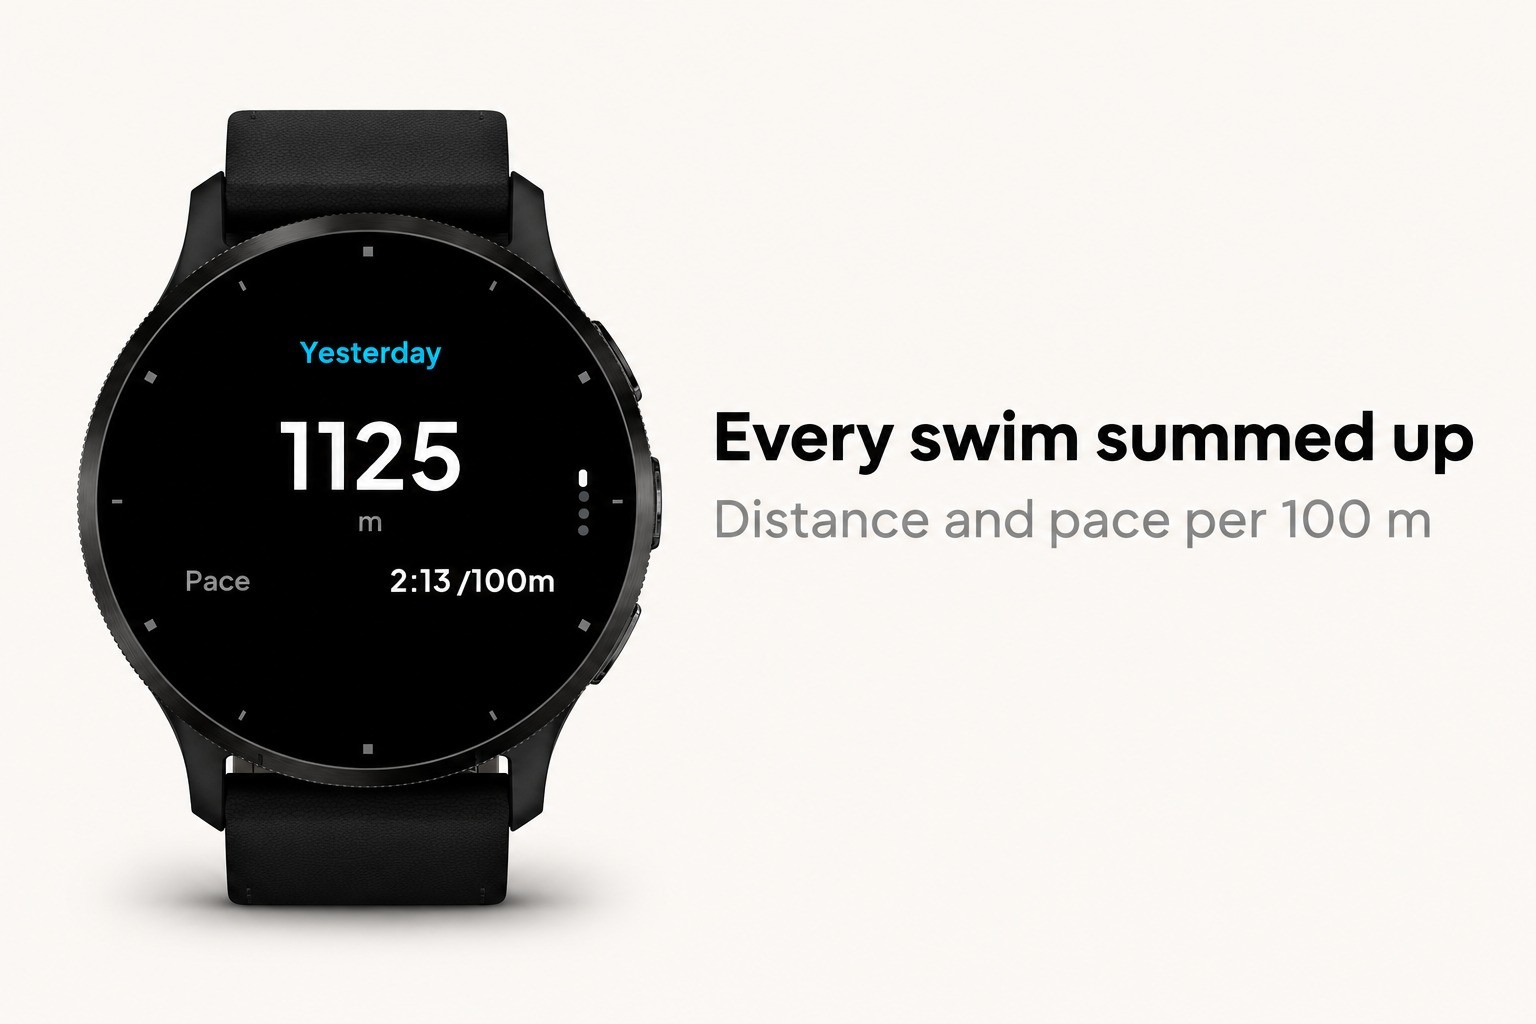 Yesterday
1125
m
Pace 2:13 /100m
Every swim summed up
Distance and pace per 100 m